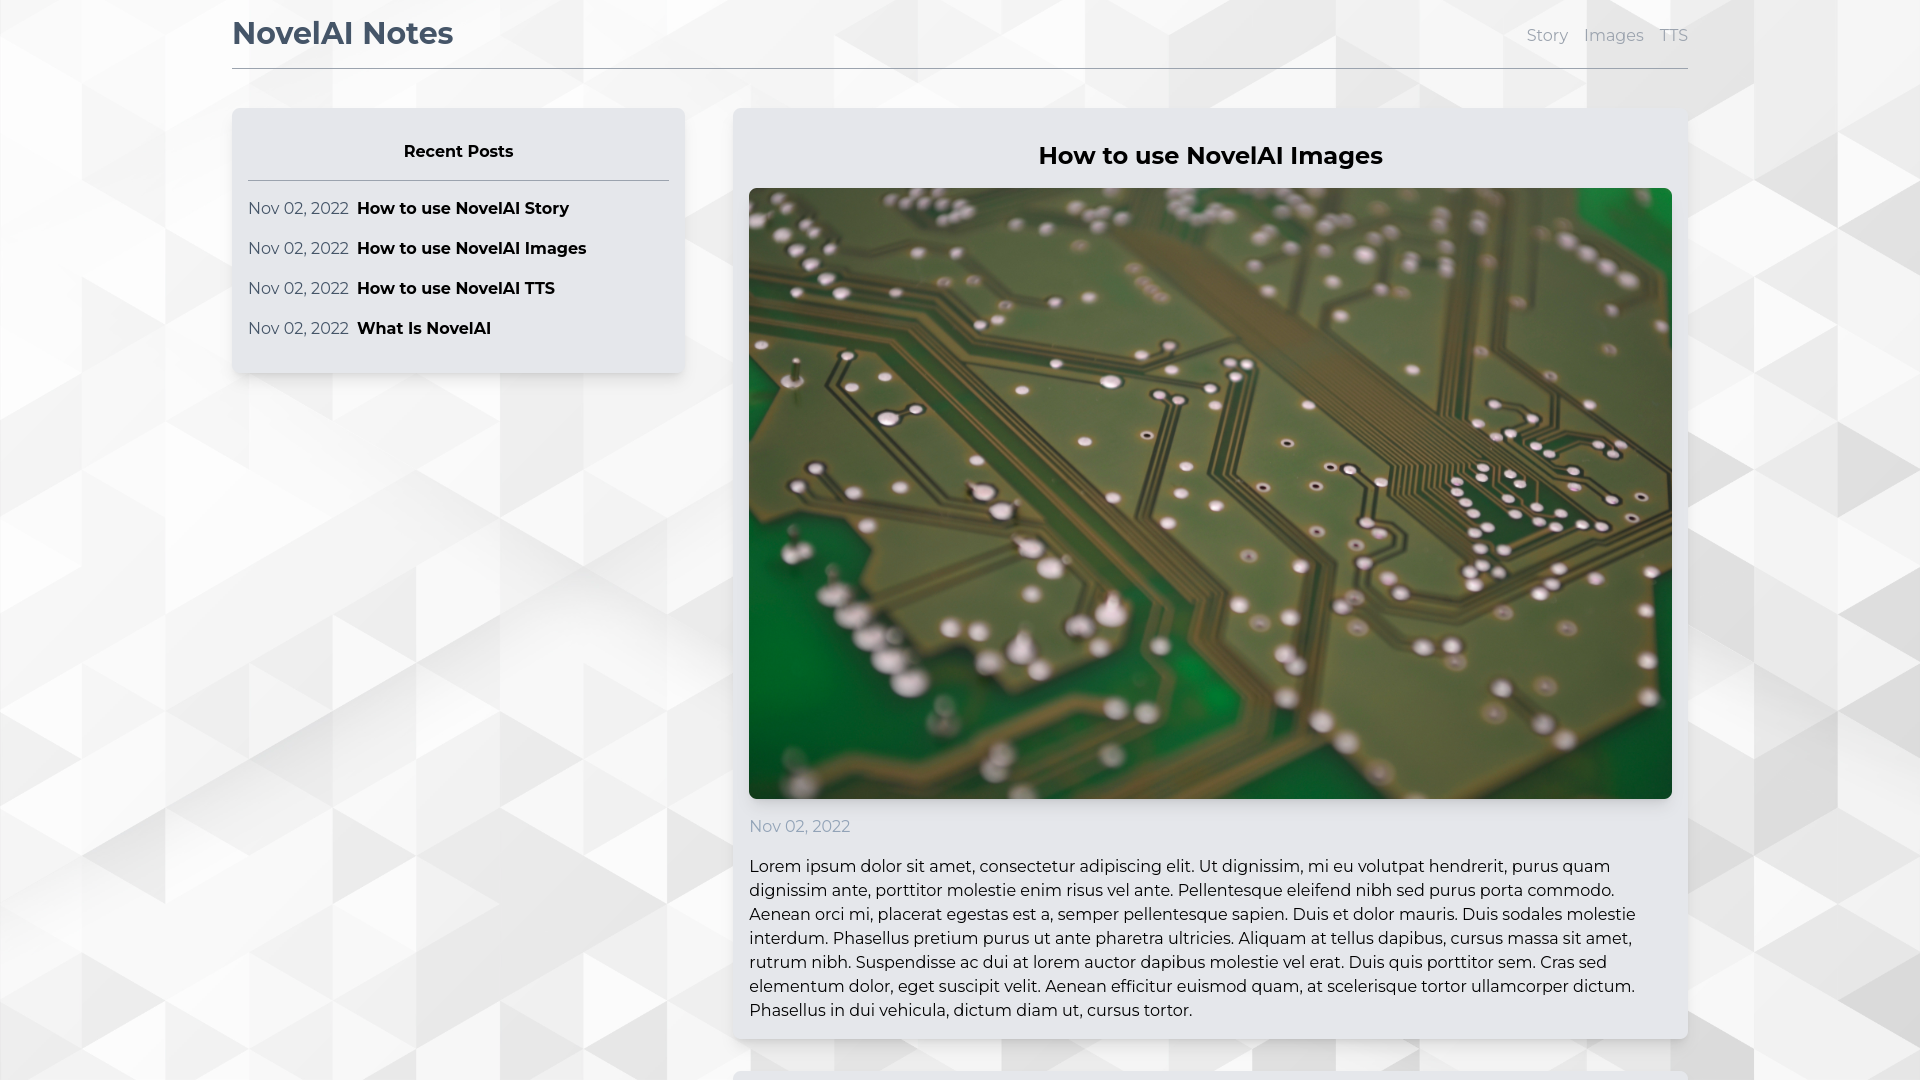 NovelAI Notes
Story Images TTS
Recent Posts
Nov 02, 2022 How to use NovelAI Story
Nov 02, 2022 How to use NovelAI Images
Nov 02, 2022 How to use NovelAI TTS
Nov 02, 2022 What Is NovelAI
How to use NovelAI Images
Nov 02, 2022
Lorem ipsum dolor sit amet, consectetur adipiscing elit. Ut dignissim, mi eu volutpat hendrerit, purus quam
dignissim ante, porttitor molestie enim risus vel ante. Pellentesque eleifend nibh sed purus porta commodo.
Aenean orci mi, placerat egestas est a, semper pellentesque sapien. Duis et dolor mauris. Duis sodales molestie
interdum. Phasellus pretium purus ut ante pharetra ultricies. Aliquam at tellus dapibus, cursus massa sit amet,
rutrum nibh. Suspendisse ac dui at lorem auctor dapibus molestie vel erat. Duis quis porttitor sem. Cras sed
elementum dolor, eget suscipit velit. Aenean efficitur euismod quam, at scelerisque tortor ullamcorper dictum.
Phasellus in dui vehicula, dictum diam ut, cursus tortor.